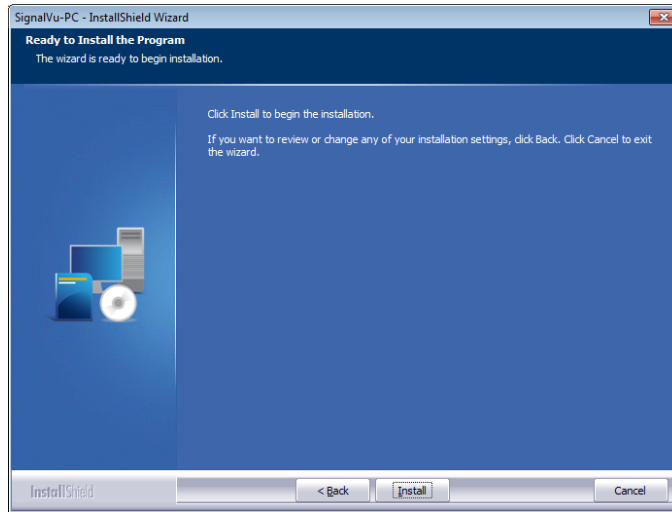 SignalVu-PC - InstallShield Wizard
Ready to Install the Program
The wizard is ready to begin installation.
Click Install to begin the installation.
If you want to review or change any of your installation settings, click Back. Click Cancel to exit
the wizard.
InstallShield
< Back
Install
Cancel